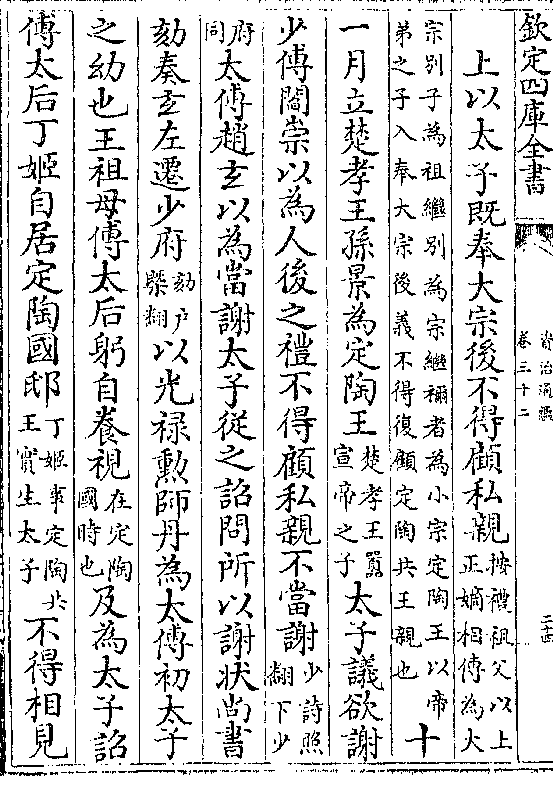 欽定四庫全書
資治通鑑
卷三十二
上以太子既奉大宗後不得顧私親
按禮祖父以上
正嫡相傳為大
宗別子為祖繼別為宗繼禰者為小宗定陶王以帝
弟之子入奉大宗後義不得復顧定陶共王親也
十
一月立楚孝王孫景為定陶王
楚孝王囂
宣帝之子
太子議欲謝
少傅閻崇以為人後之禮不得顧私親不當謝
少詩照
翻下少
府
同
太傅趙玄以為當謝太子從之詔問所以謝狀尚書
劾奏玄左遷少府
劾戶
槩翻
以光禄勲師丹為太傅初太子
之幼也王祖母傅太后躬自養視
在定陶
國時也
及為太子詔
傅太后丁姬自居定陶國邸
丁姬事定陶共
王實生太子
不得相見